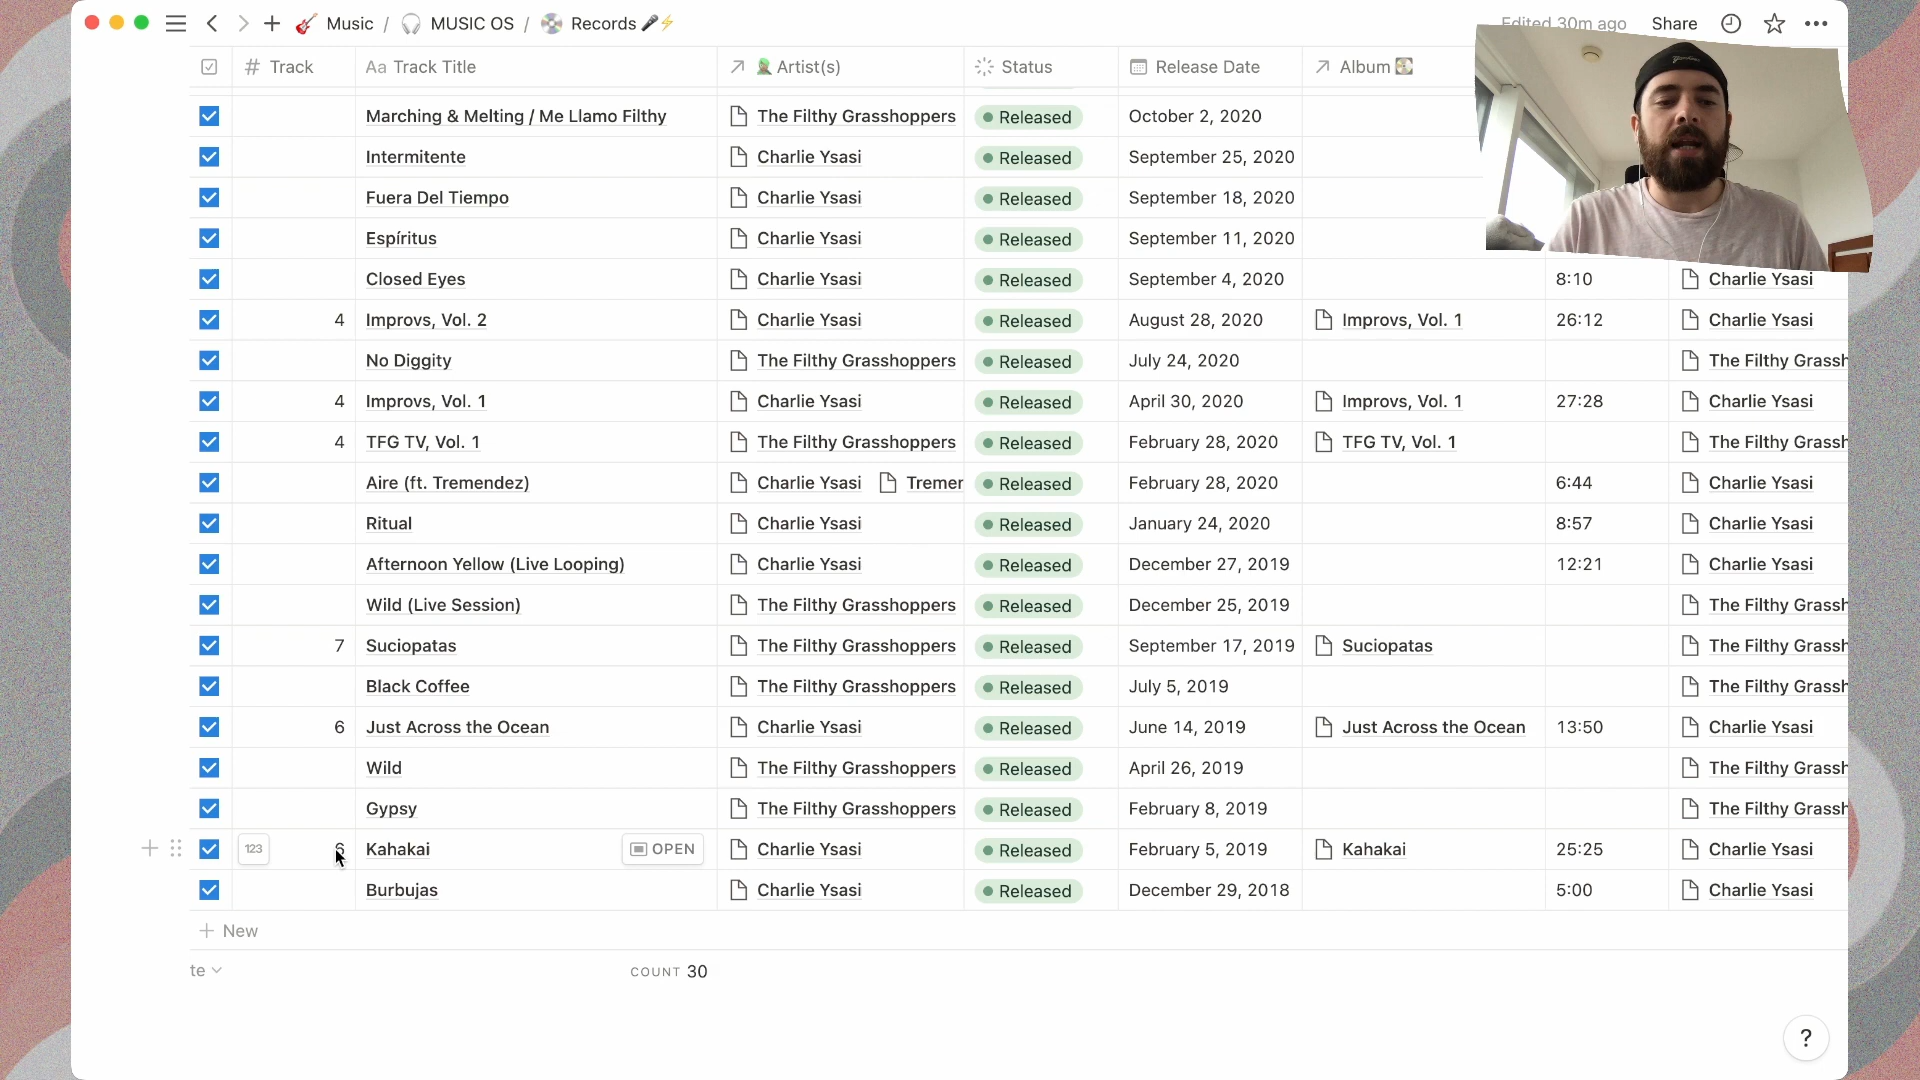 Music / MUSIC OS / Records Edited 30m ago Share
# Track Aa Track Title Artist(s) Status Release Date Album
Marching & Melting / Me Llamo Filthy The Filthy Grasshoppers Released October 2, 2020
Intermitente Charlie Ysasi Released September 25, 2020
Fuera Del Tiempo Charlie Ysasi Released September 18, 2020
Espíritus Charlie Ysasi Released September 11, 2020
Closed Eyes Charlie Ysasi Released September 4, 2020 8:10 Charlie Ysasi
4 Improvs, Vol. 2 Charlie Ysasi Released August 28, 2020 Improvs, Vol. 1 26:12 Charlie Ysasi
No Diggity The Filthy Grasshoppers Released July 24, 2020 The Filthy Grassh
4 Improvs, Vol. 1 Charlie Ysasi Released April 30, 2020 Improvs, Vol. 1 27:28 Charlie Ysasi
4 TFG TV, Vol. 1 The Filthy Grasshoppers Released February 28, 2020 TFG TV, Vol. 1 The Filthy Grassh
Aire (ft. Tremendez) Charlie Ysasi Tremer Released February 28, 2020 6:44 Charlie Ysasi
Ritual Charlie Ysasi Released January 24, 2020 8:57 Charlie Ysasi
Afternoon Yellow (Live Looping) Charlie Ysasi Released December 27, 2019 12:21 Charlie Ysasi
Wild (Live Session) The Filthy Grasshoppers Released December 25, 2019 The Filthy Grassh
7 Suciopatas The Filthy Grasshoppers Released September 17, 2019 Suciopatas The Filthy Grassh
Black Coffee The Filthy Grasshoppers Released July 5, 2019 The Filthy Grassh
6 Just Across the Ocean Charlie Ysasi Released June 14, 2019 Just Across the Ocean 13:50 Charlie Ysasi
Wild The Filthy Grasshoppers Released April 26, 2019 The Filthy Grassh
Gypsy The Filthy Grasshoppers Released February 8, 2019 The Filthy Grassh
123 6 Kahakai OPEN Charlie Ysasi Released February 5, 2019 Kahakai 25:25 Charlie Ysasi
Burbujas Charlie Ysasi Released December 29, 2018 5:00 Charlie Ysasi
+ New
te COUNT 30
?